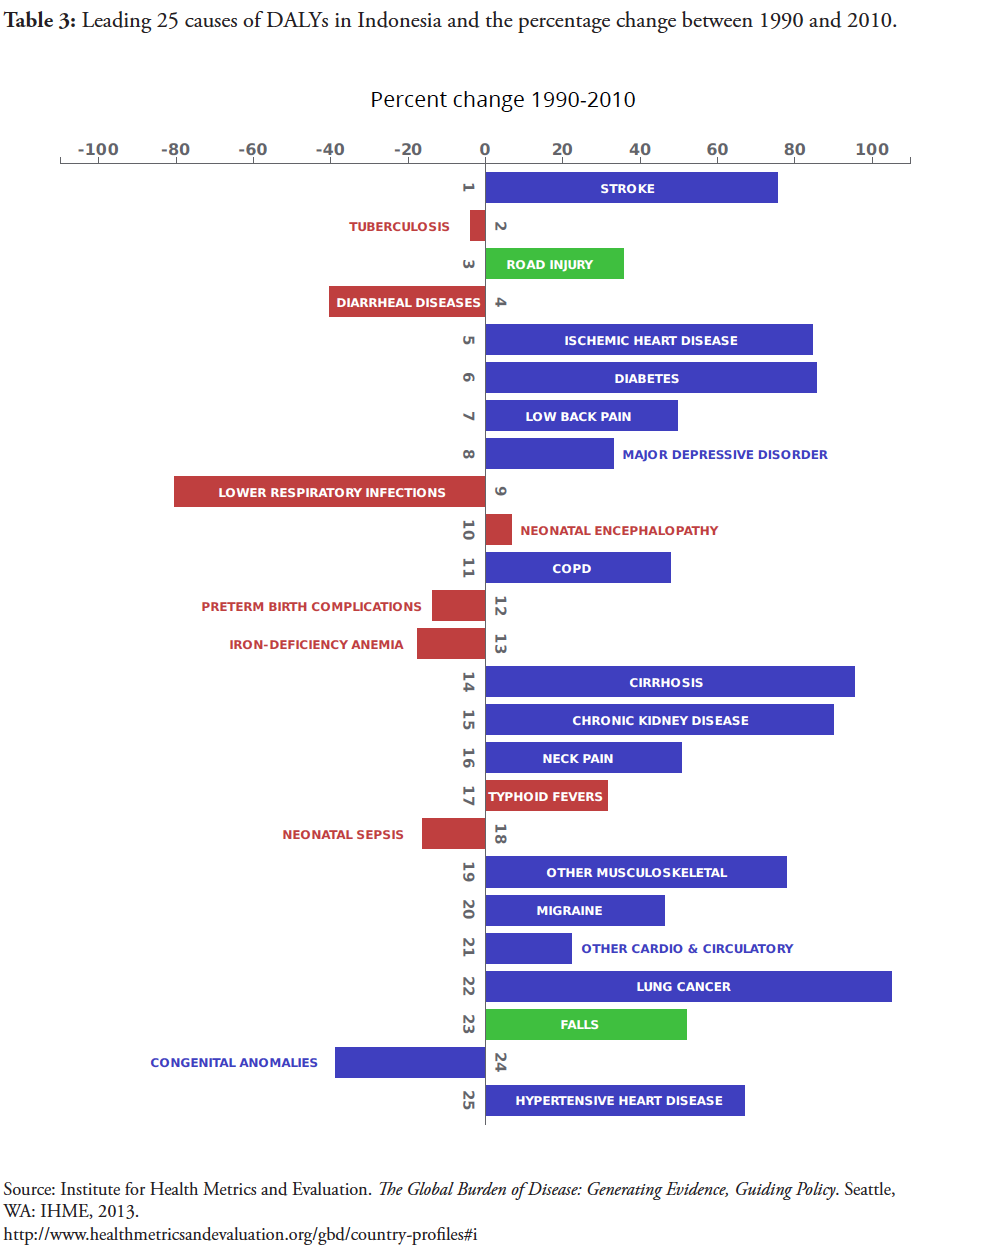 Table 3: Leading 25 causes of DALYs in Indonesia and the percentage change between 1990 and 2010.
Percent change 1990-2010
-100 -80 -60 -40 -20 0 20 40 60 80 100
1 STROKE
TUBERCULOSIS 2
3 ROAD INJURY
DIARRHEAL DISEASES 4
5 ISCHEMIC HEART DISEASE
6 DIABETES
7 LOW BACK PAIN
8 MAJOR DEPRESSIVE DISORDER
LOWER RESPIRATORY INFECTIONS 9
10 NEONATAL ENCEPHALOPATHY
11 COPD
PRETERM BIRTH COMPLICATIONS 12
IRON-DEFICIENCY ANEMIA 13
14 CIRRHOSIS
15 CHRONIC KIDNEY DISEASE
16 NECK PAIN
17 TYPHOID FEVERS
NEONATAL SEPSIS 18
19 OTHER MUSCULOSKELETAL
20 MIGRAINE
21 OTHER CARDIO & CIRCULATORY
22 LUNG CANCER
23 FALLS
CONGENITAL ANOMALIES 24
25 HYPERTENSIVE HEART DISEASE
Source: Institute for Health Metrics and Evaluation. The Global Burden of Disease: Generating Evidence, Guiding Policy. Seattle,
WA: IHME, 2013.
http://www.healthmetricsandevaluation.org/gbd/country-profiles#i